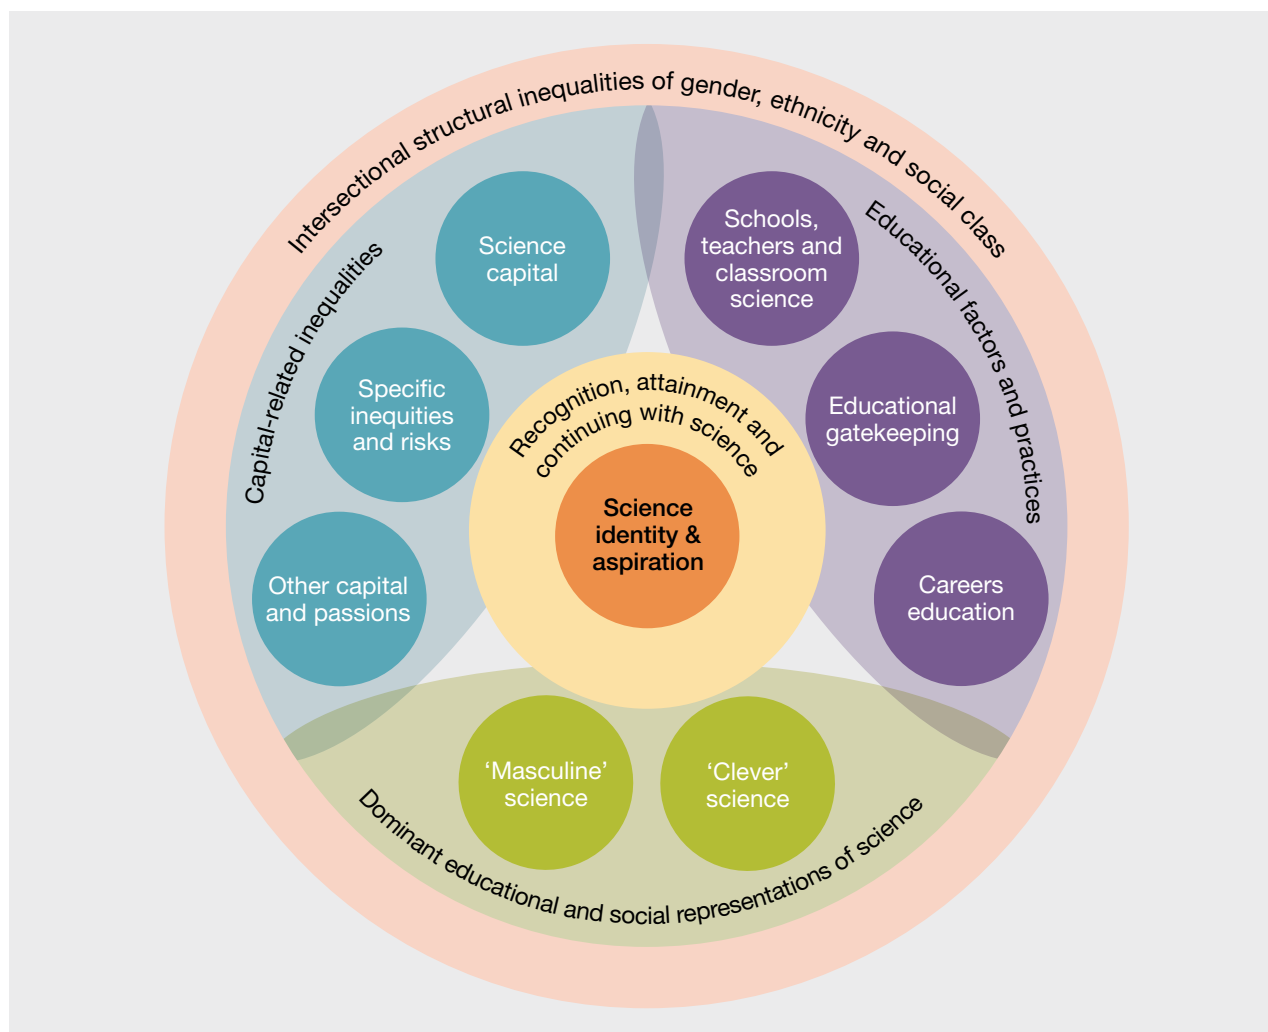 Intersectional structural inequalities of gender, ethnicity and social class
Capital-related inequalities
Science
capital
Specific
inequities
and risks
Other capital
and passions
Educational factors and practices
Schools,
teachers and
classroom
science
Educational
gatekeeping
Careers
education
Recognition, attainment and
continuing with science
Science
identity &
aspiration
‘Masculine’
science
‘Clever’
science
Dominant educational and social representations of science